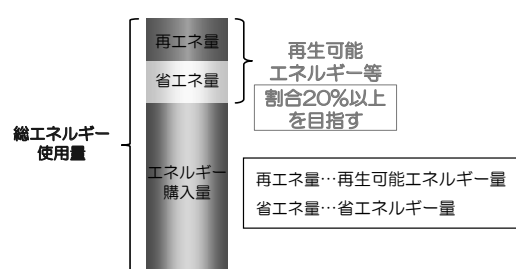 再エネ量
省エネ量
再生可能
エネルギー等
割合20%以上
を目指す
総エネルギー
使用量
エネルギー
購入量
再エネ量…再生可能エネルギー量
省エネ量…省エネルギー量